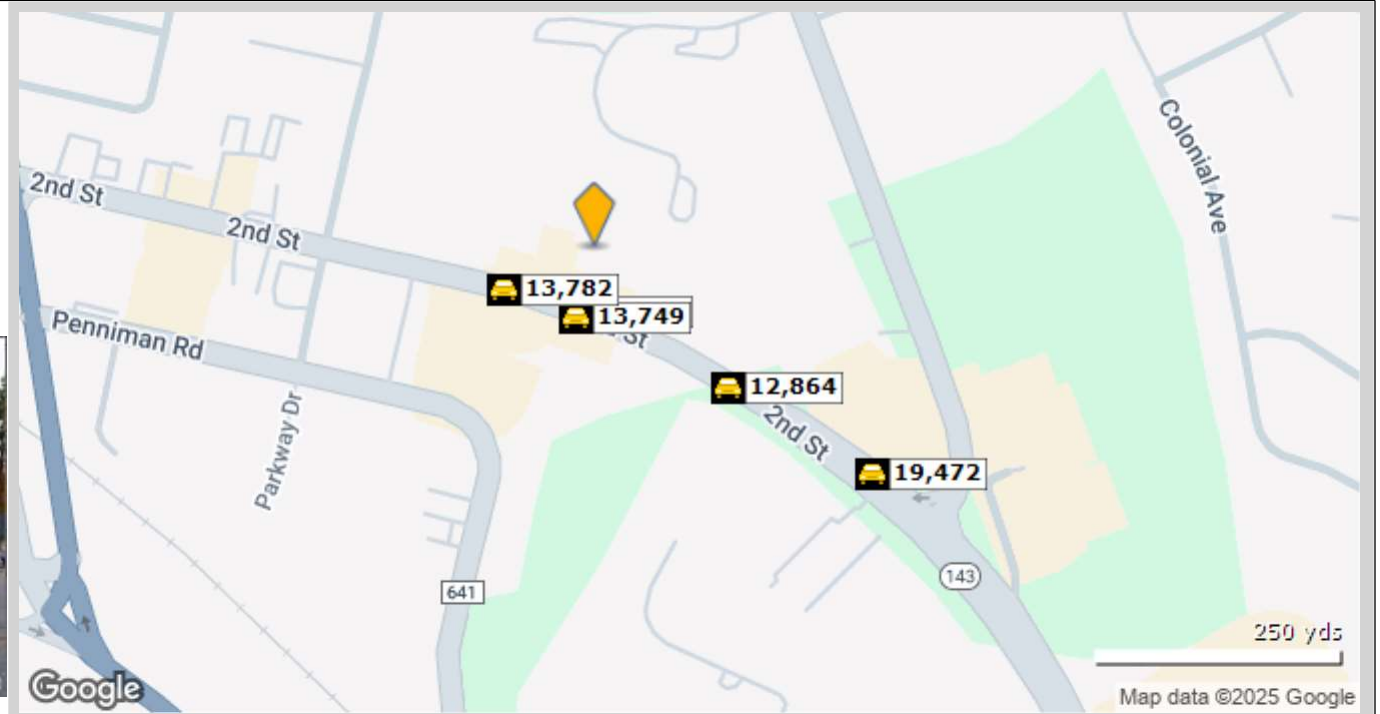 Colonial Ave
2nd St
2nd St
13,782
13,749
St
Penniman Rd
12,864
2nd St
Parkway Dr
19,472
143
641
250 yds
Google
Map data ©2025 Google